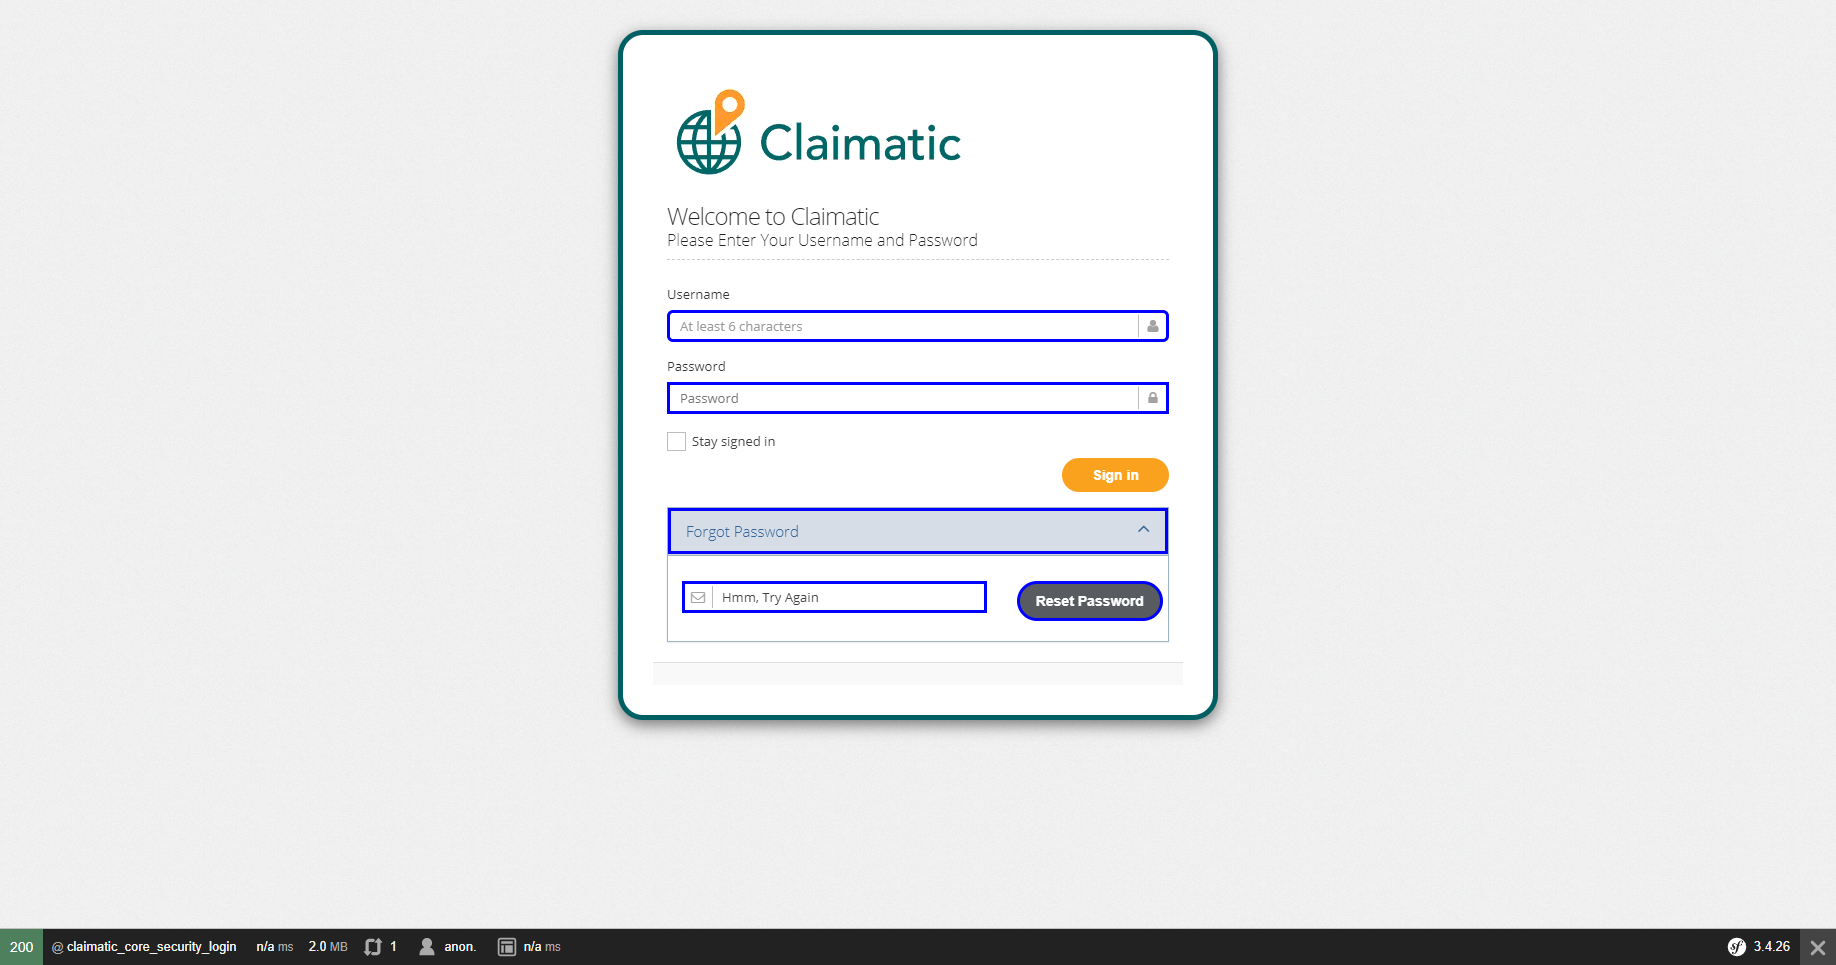 Claimatic
Welcome to Claimatic
Please Enter Your Username and Password
Username
At least 6 characters
Password
Password
Stay signed in
Sign in
Forgot Password
Hmm, Try Again
Reset Password
200 @ claimatic_core_security_login n/a ms 2.0 MB 1 anon. n/a ms sf 3.4.26